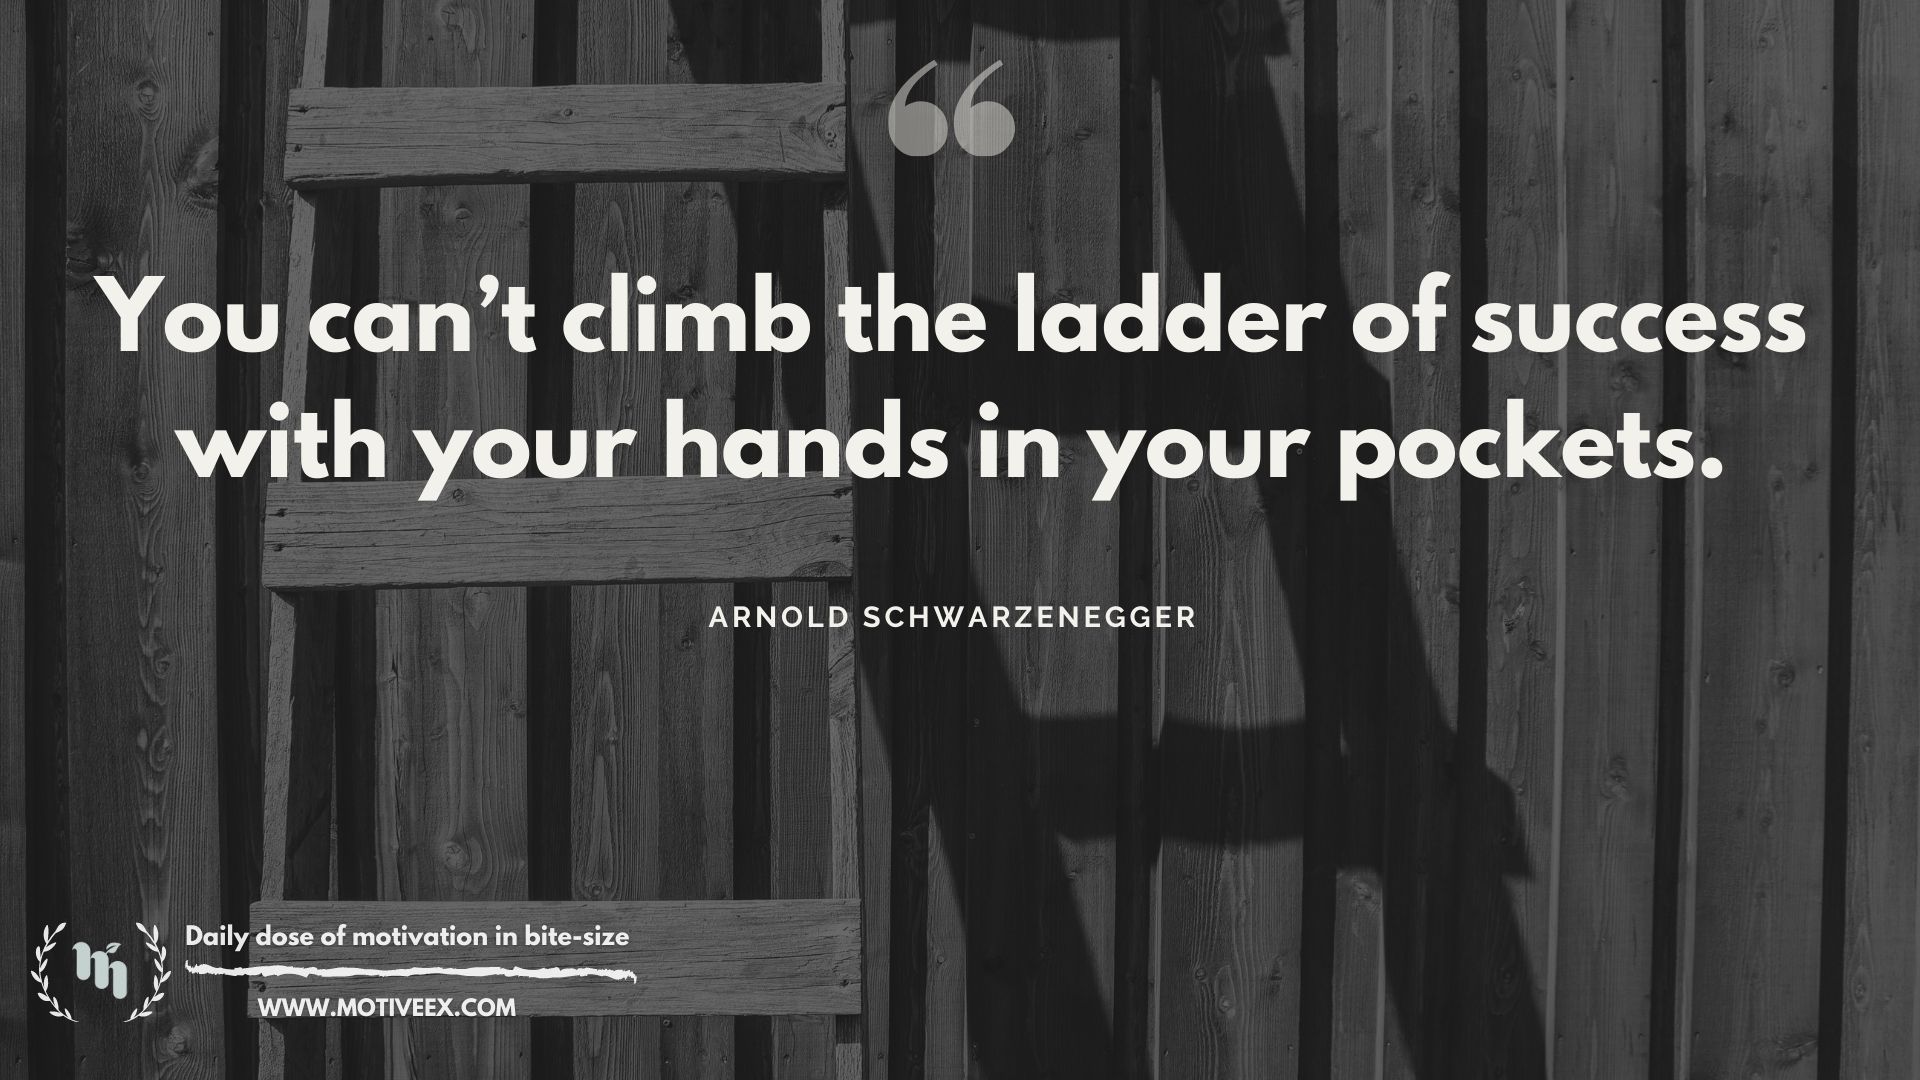 “
You can’t climb the ladder of success
with your hands in your pockets.
ARNOLD SCHWARZENEGGER
m
Daily dose of motivation in bite-size
WWW.MOTIVEEX.COM